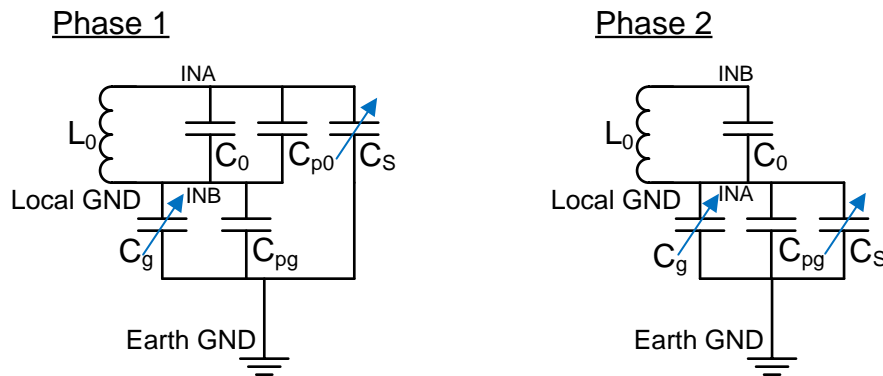 Phase 1
INA
L0
C0
Cp0
CS
Local GND
INB
Cg
Cpg
Earth GND
Phase 2
INB
L0
C0
Local GND
INA
Cg
Cpg
CS
Earth GND